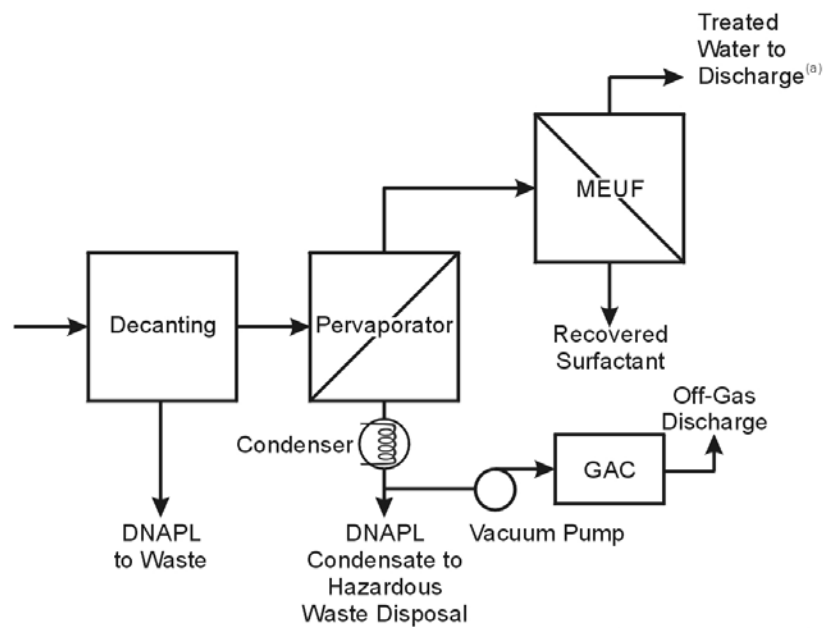 Treated
Water to
Discharge(a)
MEUF
Decanting
Pervaporator
Recovered
Surfactant
Off-Gas
Discharge
Condenser
GAC
DNAPL
to Waste
DNAPL
Condensate to
Hazardous
Waste Disposal
Vacuum Pump